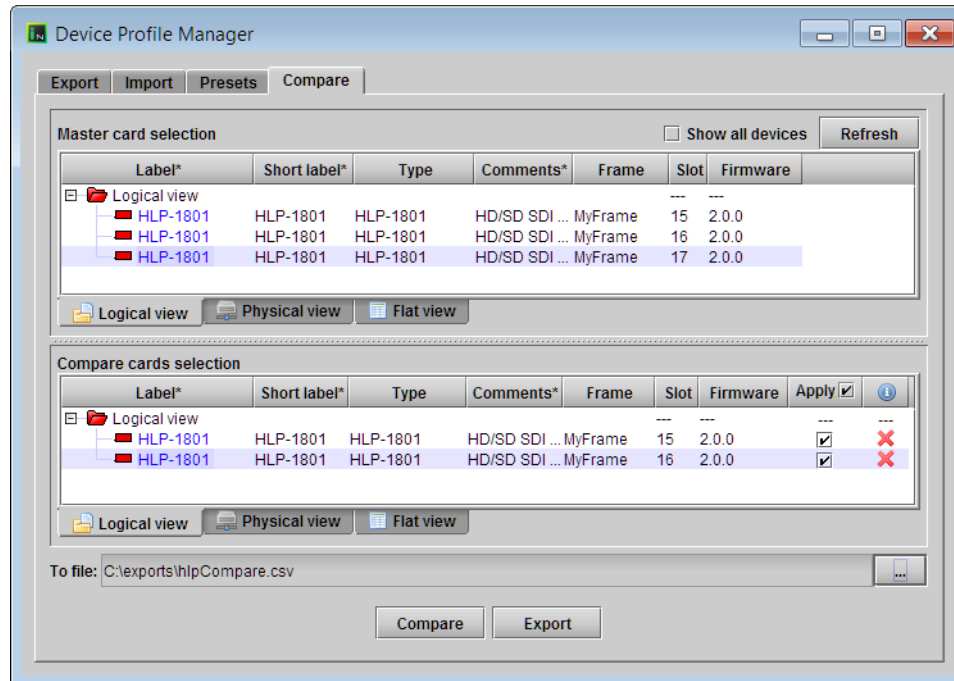 Device Profile Manager
Export Import Presets Compare
Master card selection Show all devices Refresh
Label* Short label* Type Comments* Frame Slot Firmware
Logical view --- ---
HLP-1801 HLP-1801 HLP-1801 HD/SD SDI ... MyFrame 15 2.0.0
HLP-1801 HLP-1801 HLP-1801 HD/SD SDI ... MyFrame 16 2.0.0
HLP-1801 HLP-1801 HLP-1801 HD/SD SDI ... MyFrame 17 2.0.0
Logical view Physical view Flat view
Compare cards selection
Label* Short label* Type Comments* Frame Slot Firmware Apply
Logical view --- --- --- ---
HLP-1801 HLP-1801 HLP-1801 HD/SD SDI ... MyFrame 15 2.0.0
HLP-1801 HLP-1801 HLP-1801 HD/SD SDI ... MyFrame 16 2.0.0
Logical view Physical view Flat view
To file: C:\exports\hlpCompare.csv ...
Compare Export